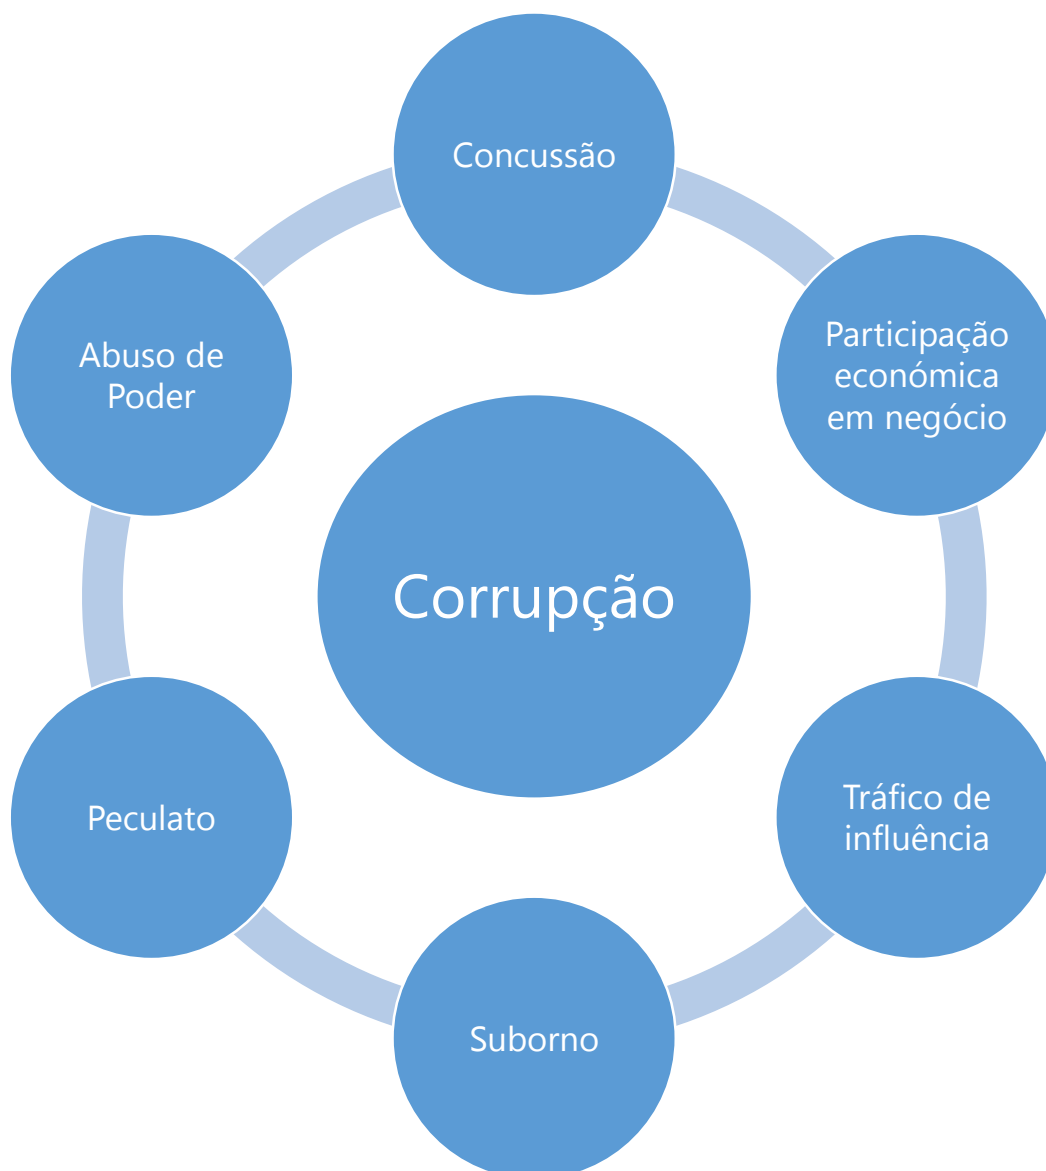 Concussão
Participação
económica
em negócio
Tráfico de
influência
Suborno
Peculato
Abuso de
Poder
Corrupção